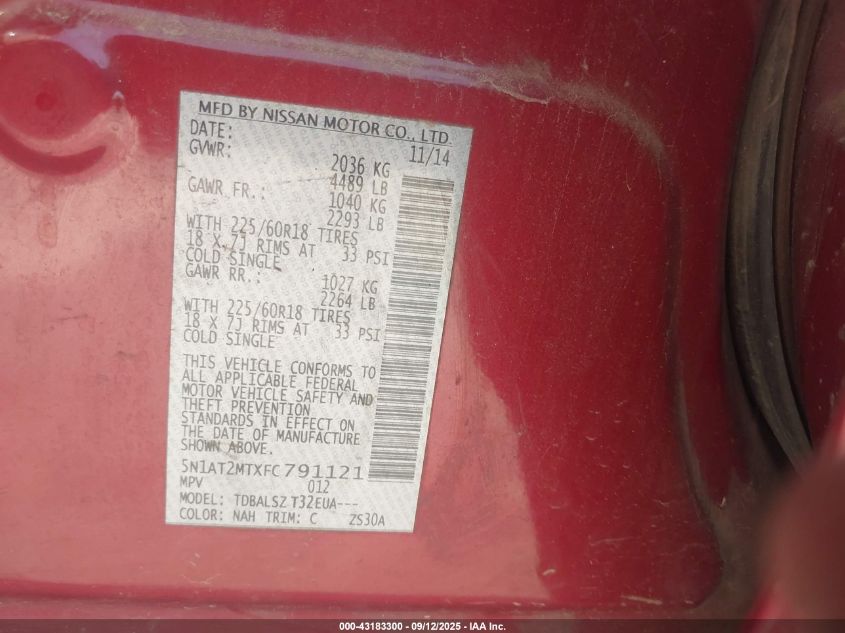 MFD BY NISSAN MOTOR CO., LTD.
DATE: 11/14
GVWR: 2036 KG
4489 LB
GAWR FR.: 1040 KG
2293 LB
WITH 225/60R18 TIRES
18 X 7J RIMS AT 33 PSI
COLD SINGLE
GAWR RR.: 1027 KG
2264 LB
WITH 225/60R18 TIRES
18 X 7J RIMS AT 33 PSI
COLD SINGLE
THIS VEHICLE CONFORMS TO
ALL APPLICABLE FEDERAL
MOTOR VEHICLE SAFETY AND
THEFT PREVENTION
STANDARDS IN EFFECT ON
THE DATE OF MANUFACTURE
SHOWN ABOVE.
5N1AT2MTXFC791121
MPV 012
MODEL: TDBALSZ T32EUA---
COLOR: NAH TRIM: C ZS30A
000-43183300 - 09/12/2025 - IAA Inc.